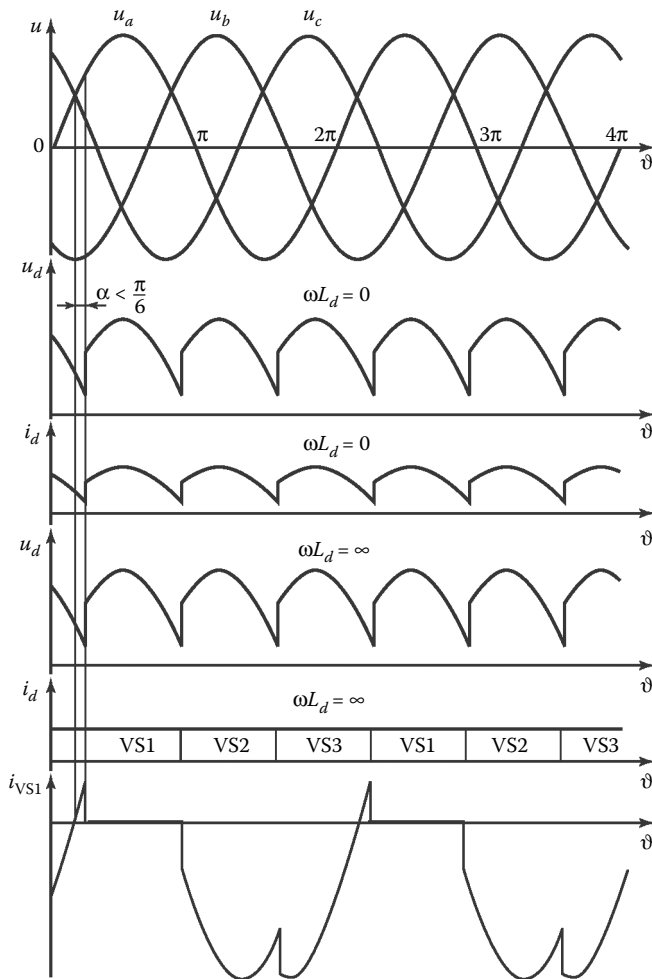 u u_a u_b u_c
0 π 2π 3π 4π
ϑ
u_d
α < π/6 ωL_d = 0
ϑ
i_d
ωL_d = 0
ϑ
u_d
ωL_d = ∞
ϑ
i_d
ωL_d = ∞
VS1 VS2 VS3 VS1 VS2 VS3
ϑ
i_VS1
ϑ